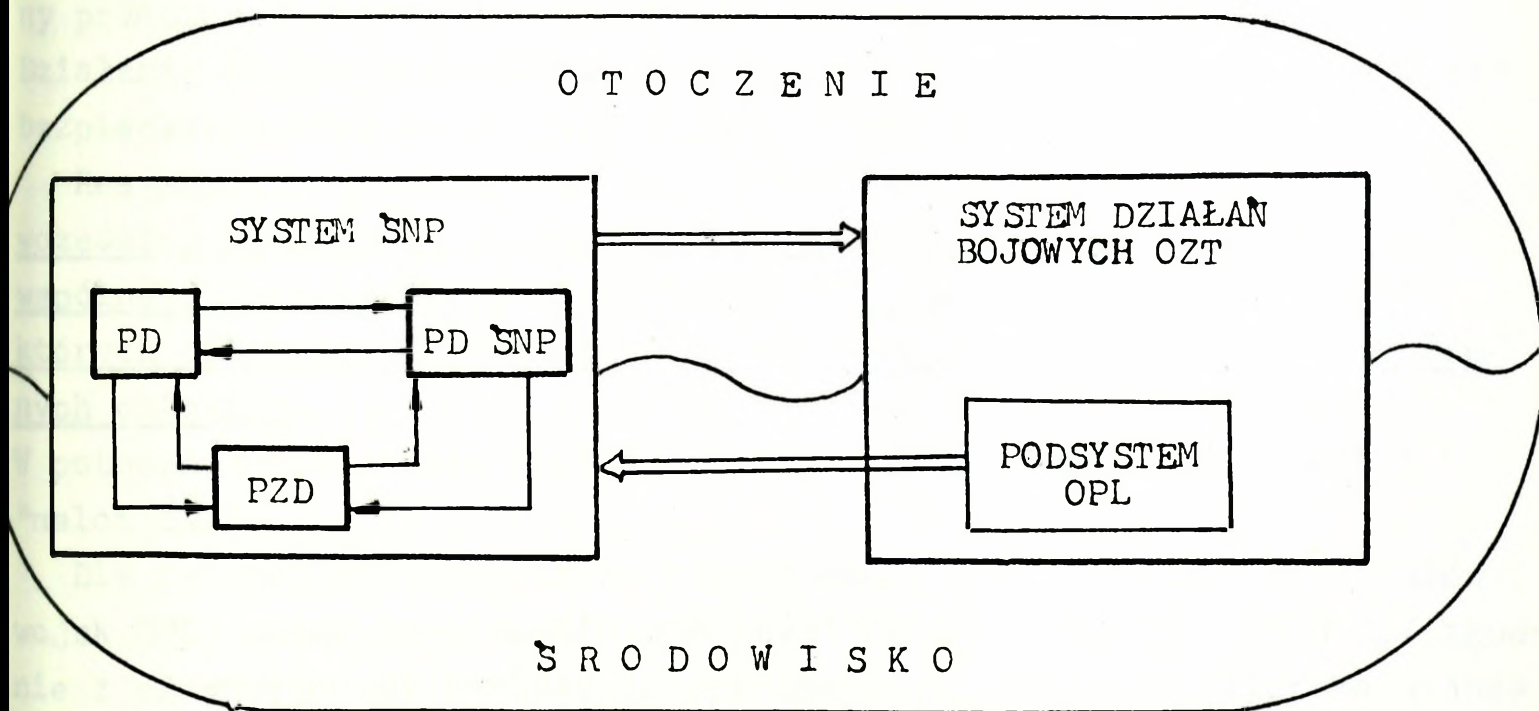 O T O C Z E N I E
SYSTEM ŚNP
SYSTEM DZIAŁAŃ
BOJOWYCH OZT
PD
PD ŚNP
PZD
PODSYSTEM
OPL
Ś R O D O W I S K O